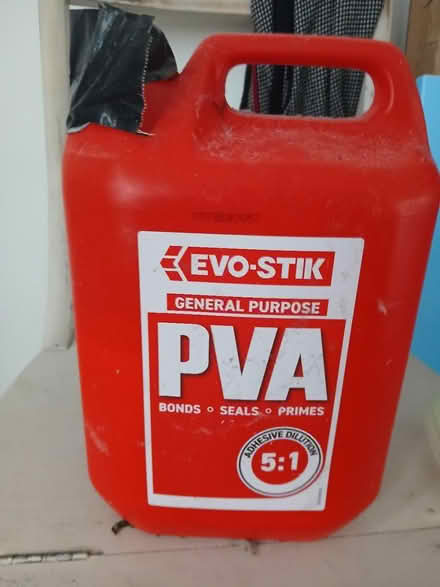 EVO-STIK
GENERAL PURPOSE
PVA
BONDS ○ SEALS ○ PRIMES
ADHESIVE DILUTION
5:1